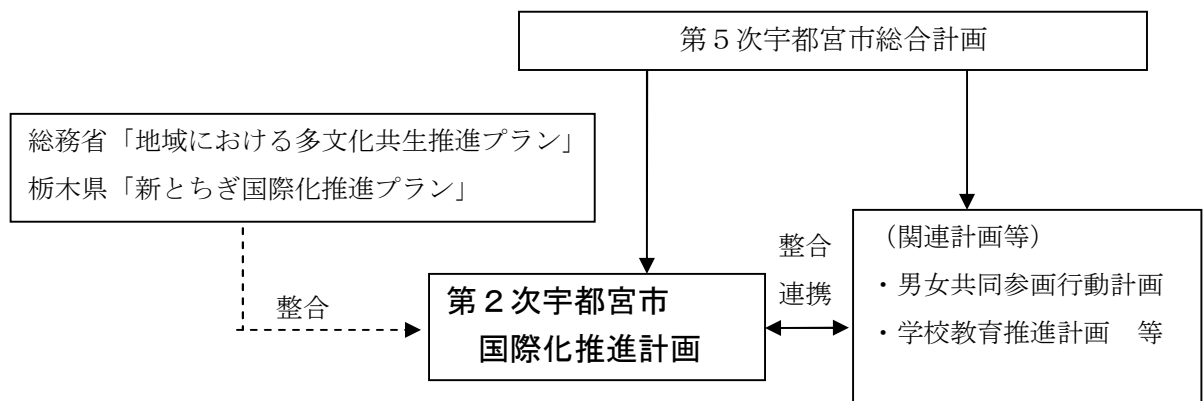 第５次宇都宮市総合計画
総務省「地域における多文化共生推進プラン」
栃木県「新とちぎ国際化推進プラン」
整合
第２次宇都宮市
国際化推進計画
整合
連携
（関連計画等）
・男女共同参画行動計画
・学校教育推進計画　等